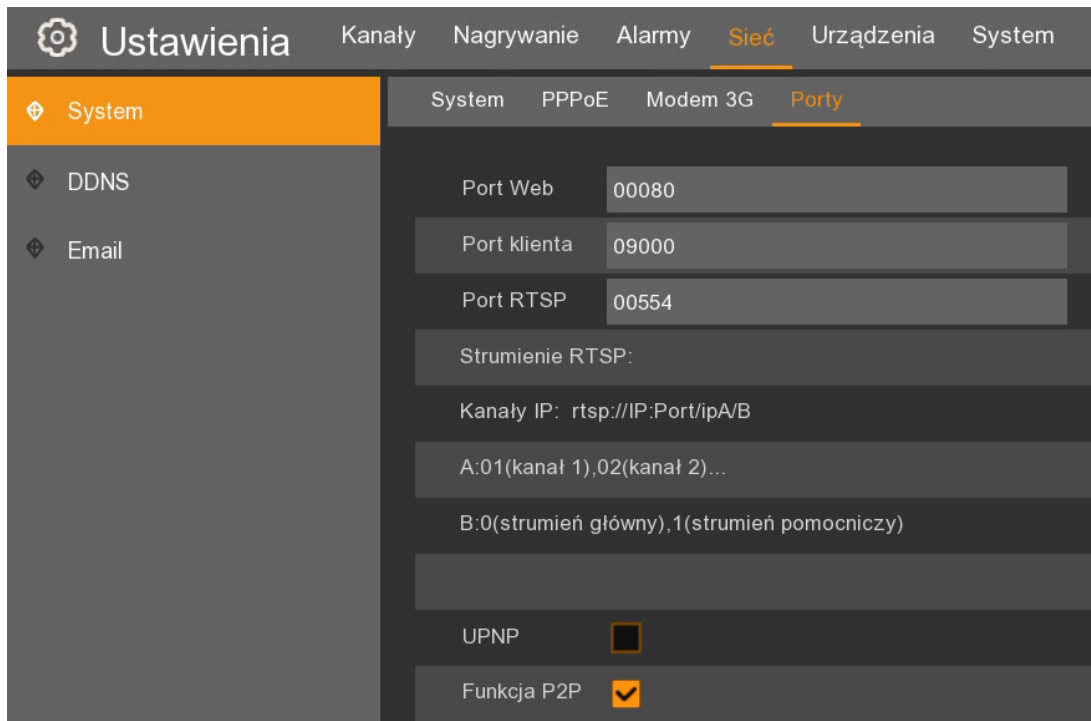 Ustawienia Kanały Nagrywanie Alarmy Sieć Urządzenia System
System PPPoE Modem 3G Porty
System
DDNS
Email
Port Web 00080
Port klienta 09000
Port RTSP 00554
Strumienie RTSP:
Kanały IP: rtsp://IP:Port/ipA/B
A:01(kanał 1),02(kanał 2)...
B:0(strumień główny),1(strumień pomocniczy)
UPNP
Funkcja P2P